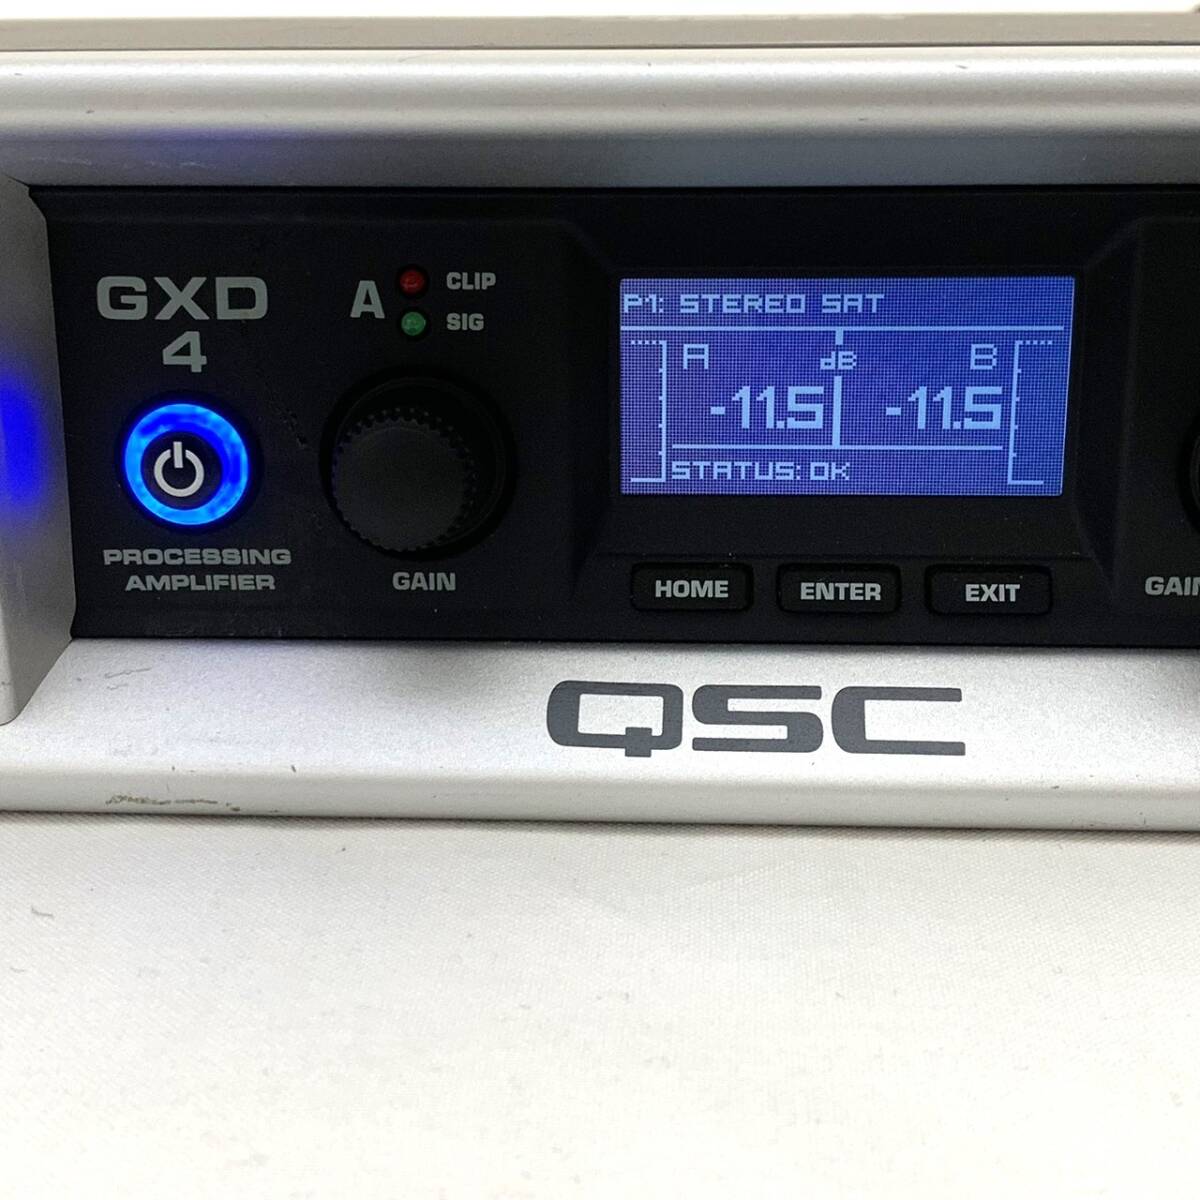 GXD
4
PROCESSING
AMPLIFIER
A
CLIP
SIG
GAIN
P1: STEREO SAT
A dB B
-11.5 -11.5
STATUS: OK
HOME ENTER EXIT
GAIN
QSC